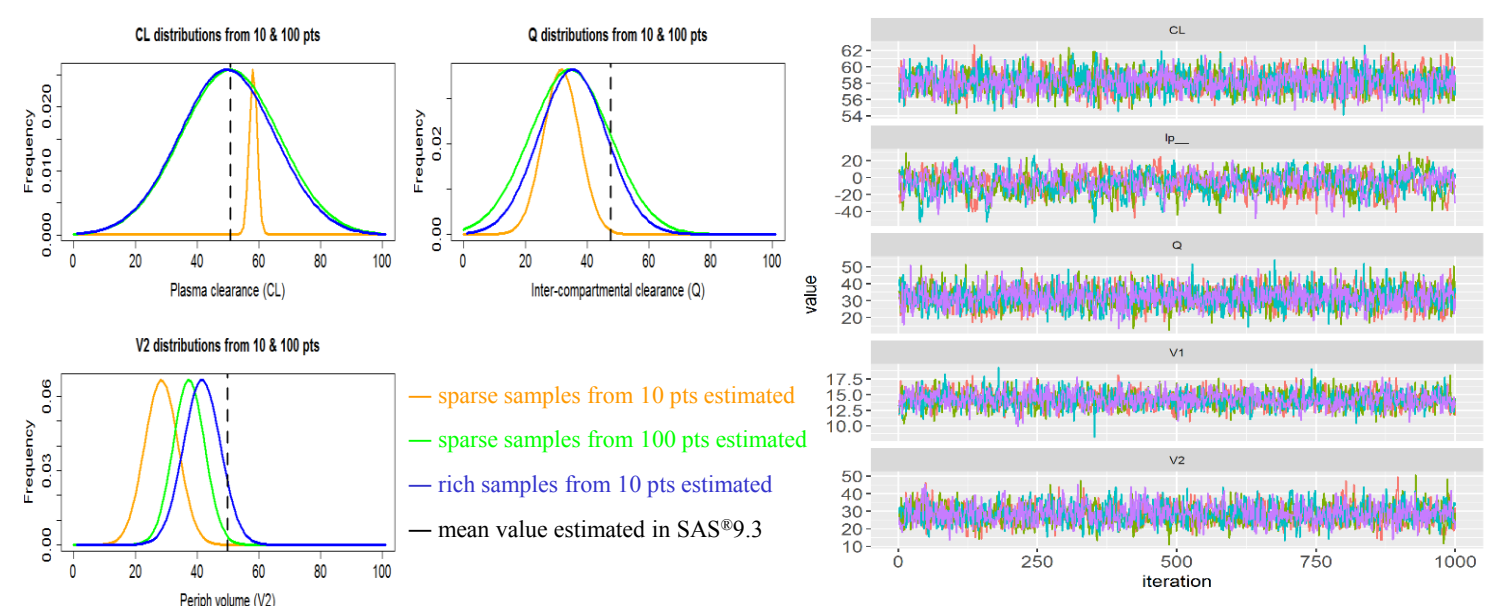 CL distributions from 10 & 100 pts
Frequency
0.000
0.010
0.020
0 20 40 60 80 100
Plasma clearance (CL)
Q distributions from 10 & 100 pts
Frequency
0.00
0.02
0 20 40 60 80 100
Inter-compartmental clearance (Q)
V2 distributions from 10 & 100 pts
Frequency
0.00
0.03
0.06
0 20 40 60 80 100
Periph volume (V2)
sparse samples from 10 pts estimated
sparse samples from 100 pts estimated
rich samples from 10 pts estimated
mean value estimated in SAS®9.3
value
CL
62
60
58
56
54
lp__
20
0
-20
-40
Q
50
40
30
20
V1
17.5
15.0
12.5
10.0
V2
50
40
30
20
10
0 250 500 750 1000
iteration